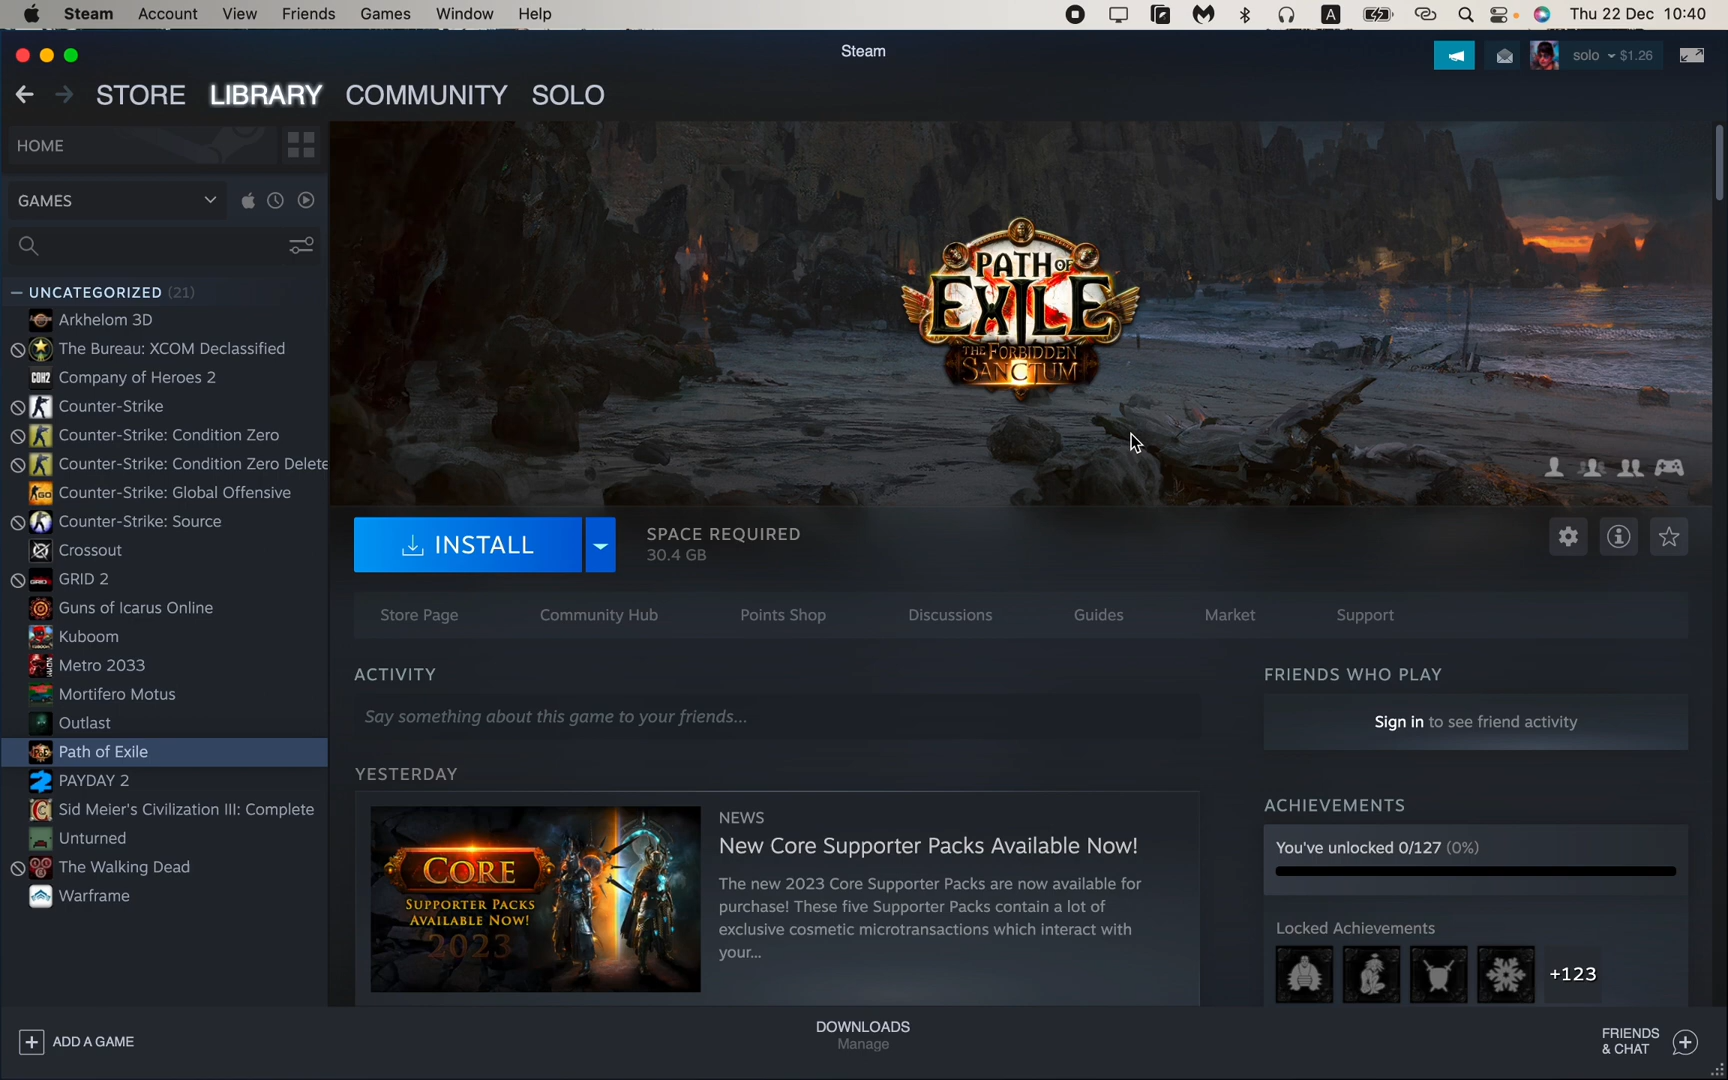 Steam Account View Friends Games Window Help
A
Thu 22 Dec 10:40
Steam
solo $1.26
STORE LIBRARY COMMUNITY SOLO
HOME
GAMES
UNCATEGORIZED (21)
Arkhelom 3D
The Bureau: XCOM Declassified
COH2 Company of Heroes 2
Counter-Strike
Counter-Strike: Condition Zero
Counter-Strike: Condition Zero Delete
GO Counter-Strike: Global Offensive
Counter-Strike: Source
Crossout
GRID 2
Guns of Icarus Online
Kuboom
Metro 2033
Mortifero Motus
Outlast
Path of Exile
PAYDAY 2
Sid Meier's Civilization III: Complete
Unturned
The Walking Dead
Warframe
ADD A GAME
PATH OF
EXILE
THE FORBIDDEN
SANCTUM
INSTALL
SPACE REQUIRED
30.4 GB
Store Page Community Hub Points Shop Discussions Guides Market Support
ACTIVITY
Say something about this game to your friends...
YESTERDAY
CORE
SUPPORTER PACKS
AVAILABLE NOW!
2023
NEWS
New Core Supporter Packs Available Now!
The new 2023 Core Supporter Packs are now available for
purchase! These five Supporter Packs contain a lot of
exclusive cosmetic microtransactions which interact with
your...
FRIENDS WHO PLAY
Sign in to see friend activity
ACHIEVEMENTS
You've unlocked 0/127 (0%)
Locked Achievements
+123
DOWNLOADS
Manage
FRIENDS
& CHAT